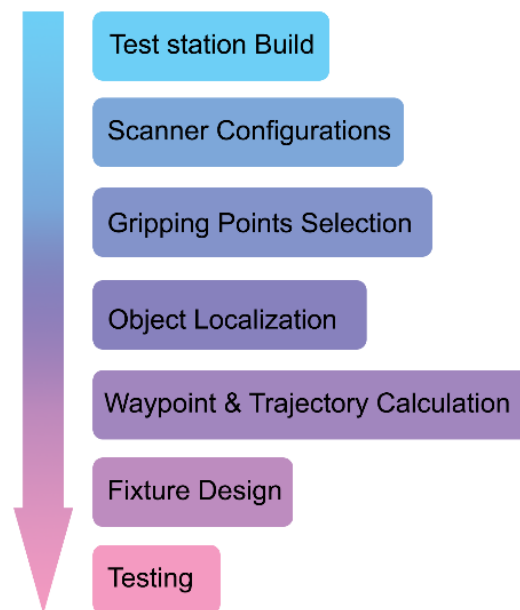 Test station Build
Scanner Configurations
Gripping Points Selection
Object Localization
Waypoint & Trajectory Calculation
Fixture Design
Testing